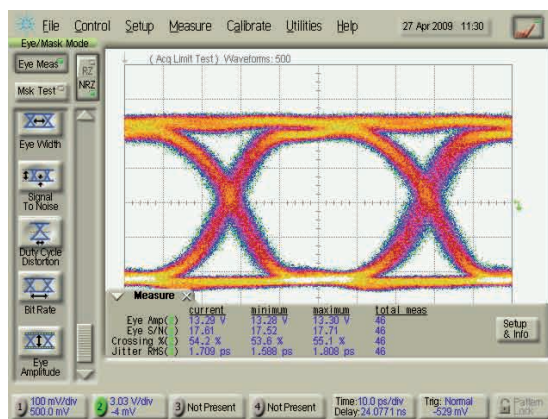 File Control Setup Measure Calibrate Utilities Help 27 Apr 2009 11:30
Eye/Mask Mode
Eye Meas
RZ
NRZ
Msk Test
( Acq Limit Test ) Waveforms: 500
Eye Width
Signal
To Noise
Duty Cycle
Distortion
Bit Rate
Eye
Amplitude
Measure
current minimum maximum total meas
Eye Amp(2) 13.29 V 13.28 V 13.30 V 46
Eye S/N(2) 17.61 17.52 17.71 46
Crossing %(2) 54.2 % 53.8 % 55.1 % 46
Jitter RMS(2) 1.709 ps 1.588 ps 1.808 ps 46
Setup
& Info
1 100 mV/div
500.0 mV
2 3.03 V/div
-4 mV
3 Not Present
4 Not Present
Time:10.0 ps/div
Delay:24.0771 ns
Trig: Normal
-529 mV
Pattern
Lock